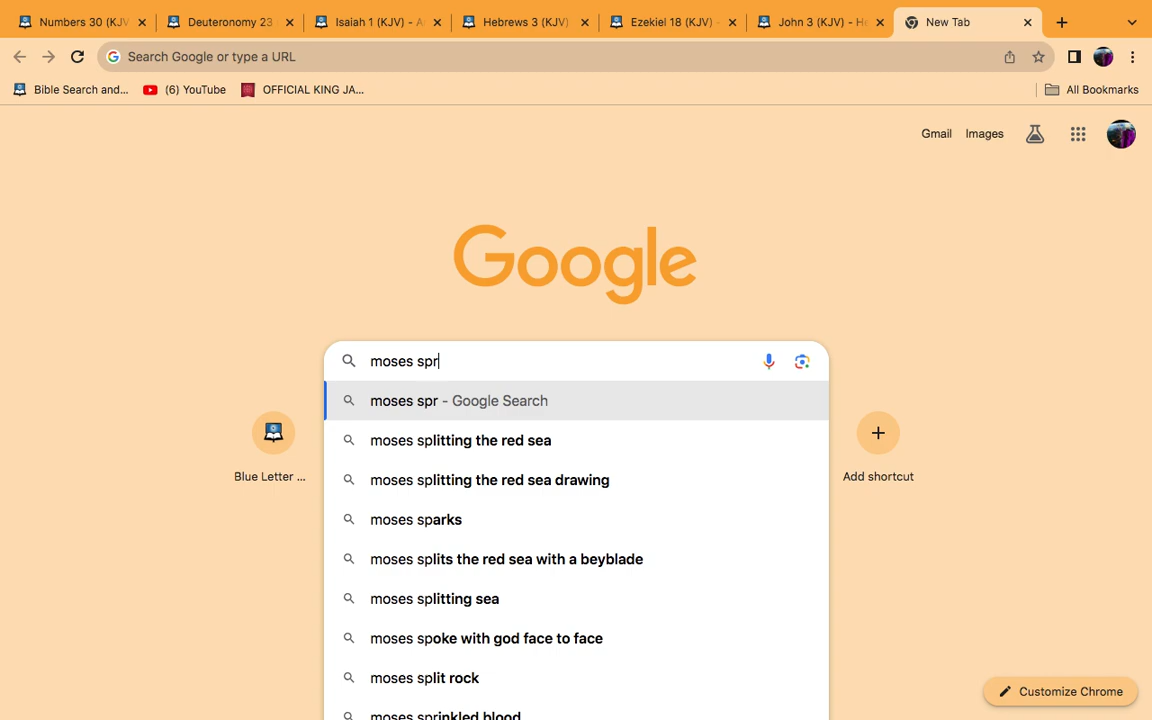 Numbers 30 (KJV
Deuteronomy 23
Isaiah 1 (KJV) - A
Hebrews 3 (KJV)
Ezekiel 18 (KJV) -
John 3 (KJV) - He
New Tab
Search Google or type a URL
Bible Search and...
(6) YouTube
OFFICIAL KING JA...
All Bookmarks
Gmail
Images
Google
moses spr
moses spr - Google Search
moses splitting the red sea
moses splitting the red sea drawing
moses sparks
moses splits the red sea with a beyblade
moses splitting sea
moses spoke with god face to face
moses split rock
moses sprinkled blood
Blue Letter ...
Add shortcut
Customize Chrome